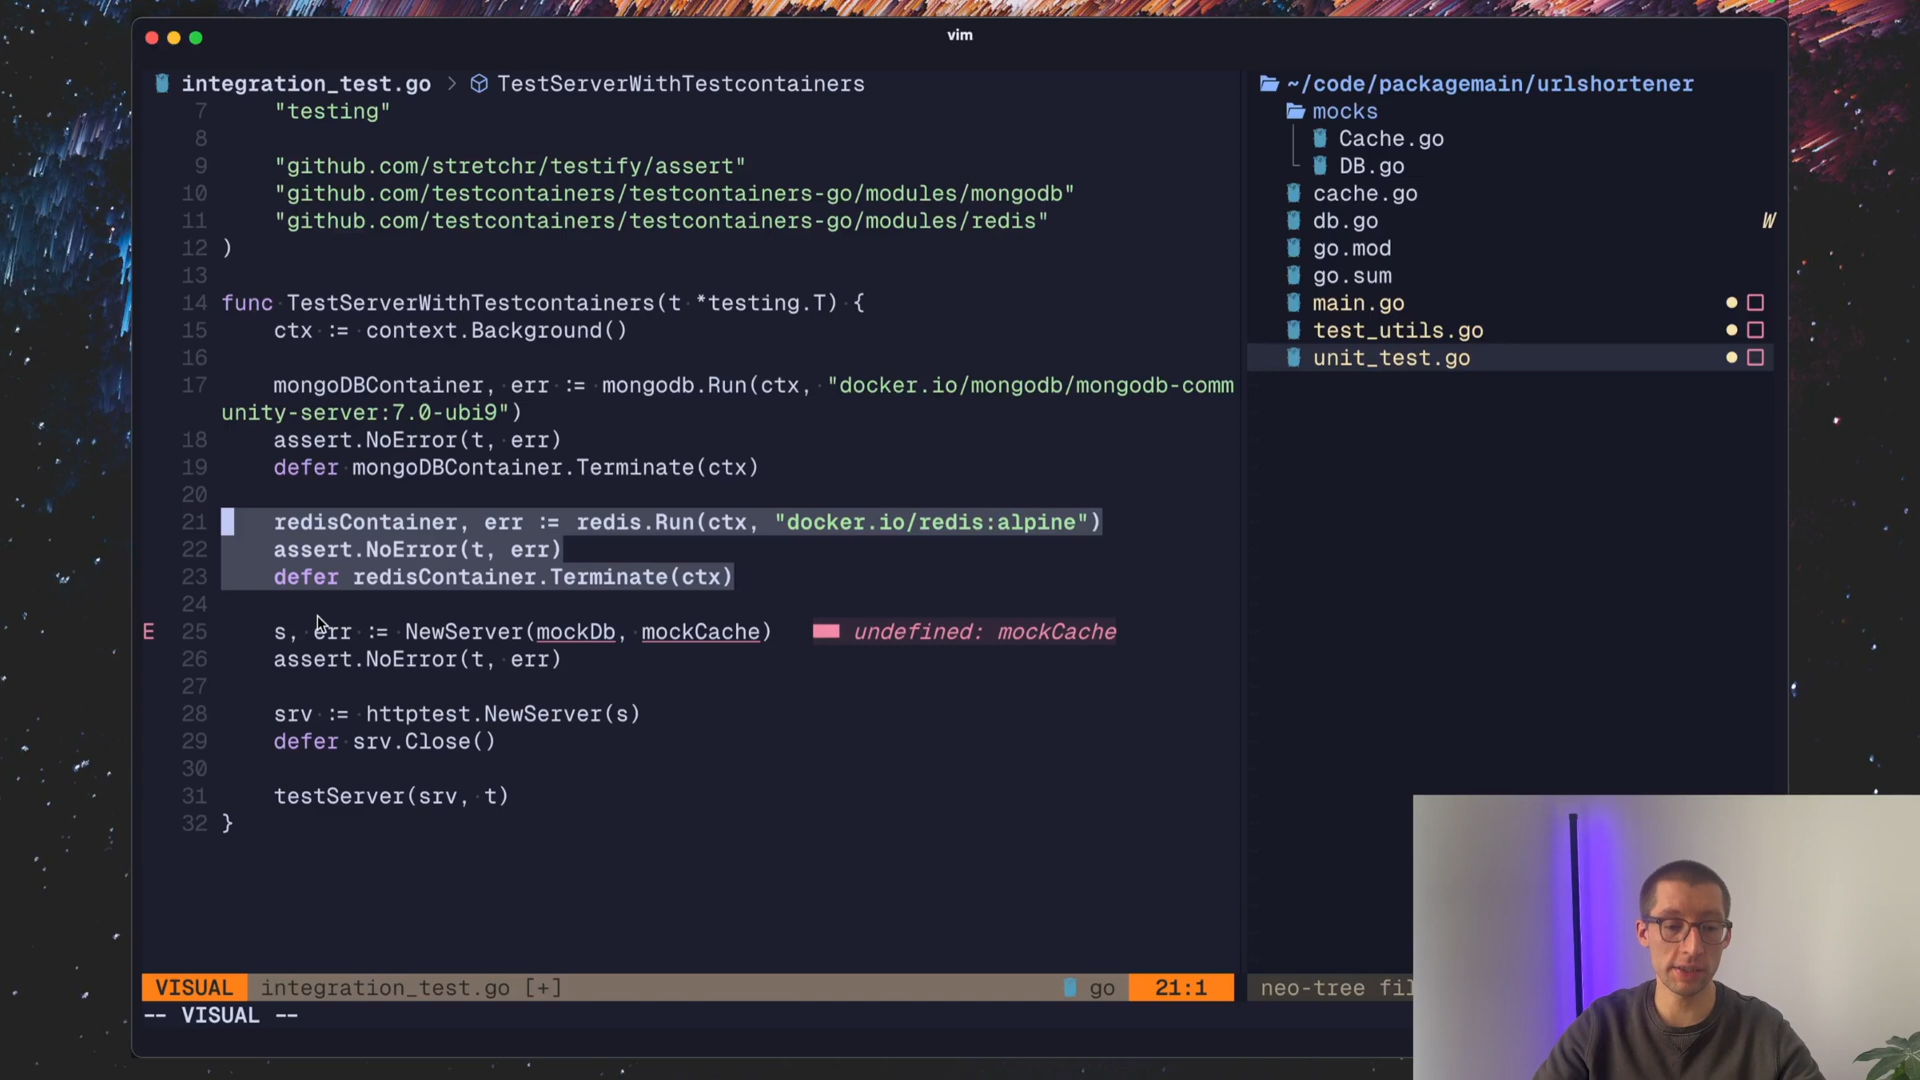 vim
integration_test.go > TestServerWithTestcontainers
7 "testing"
8
9 "github.com/stretchr/testify/assert"
10 "github.com/testcontainers/testcontainers-go/modules/mongodb"
11 "github.com/testcontainers/testcontainers-go/modules/redis"
12 )
13
14 func TestServerWithTestcontainers(t *testing.T) {
15 ctx := context.Background()
16
17 mongoDBContainer, err := mongodb.Run(ctx, "docker.io/mongodb/mongodb-comm
unity-server:7.0-ubi9")
18 assert.NoError(t, err)
19 defer mongoDBContainer.Terminate(ctx)
20
21 redisContainer, err := redis.Run(ctx, "docker.io/redis:alpine")
22 assert.NoError(t, err)
23 defer redisContainer.Terminate(ctx)
24
E 25 s, err := NewServer(mockDb, mockCache) undefined: mockCache
26 assert.NoError(t, err)
27
28 srv := httptest.NewServer(s)
29 defer srv.Close()
30
31 testServer(srv, t)
32 }
VISUAL integration_test.go [+] go 21:1
-- VISUAL --
~/code/packagemain/urlshortener
mocks
Cache.go
DB.go
cache.go
db.go W
go.mod
go.sum
main.go
test_utils.go
unit_test.go
neo-tree fil